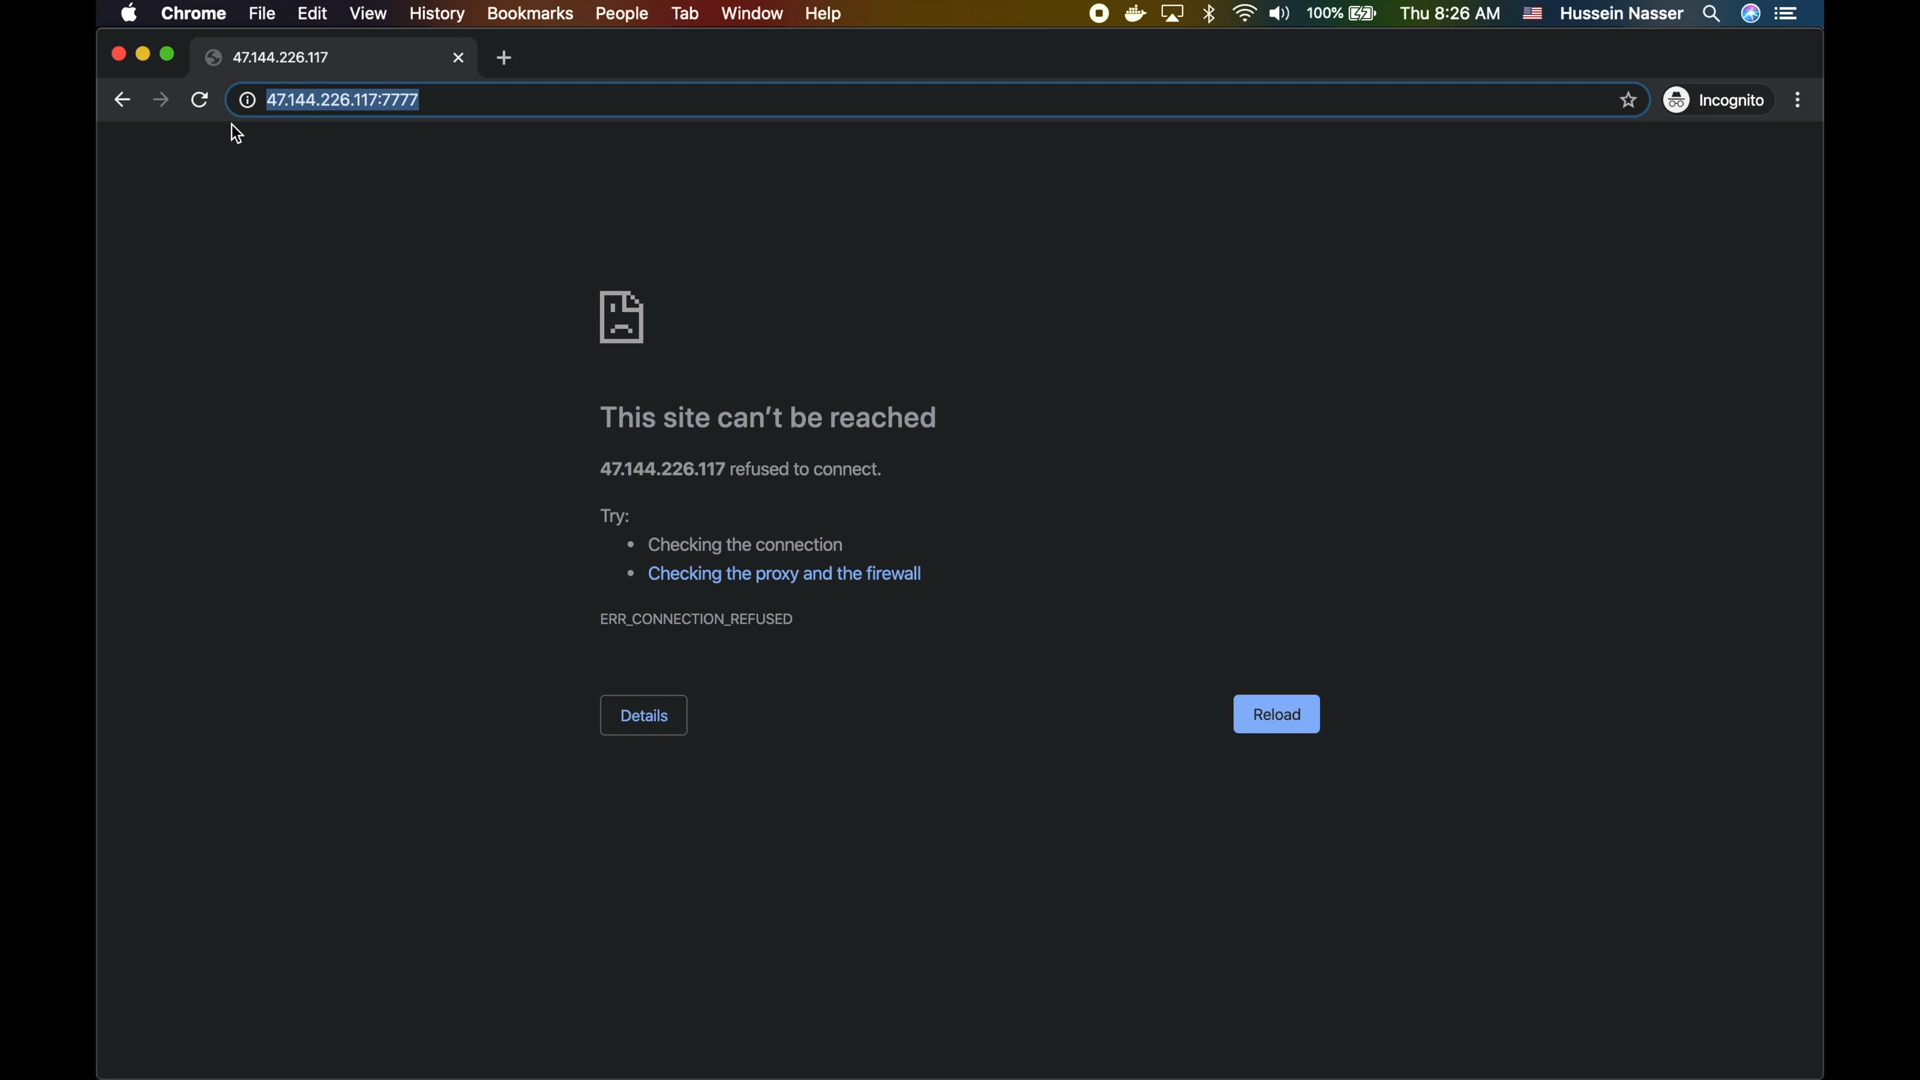 Chrome File Edit View History Bookmarks People Tab Window Help 100% Thu 8:26 AM Hussein Nasser
47.144.226.117
47.144.226.117:7777 Incognito
This site can't be reached
47.144.226.117 refused to connect.
Try:
• Checking the connection
• Checking the proxy and the firewall
ERR_CONNECTION_REFUSED
Details Reload